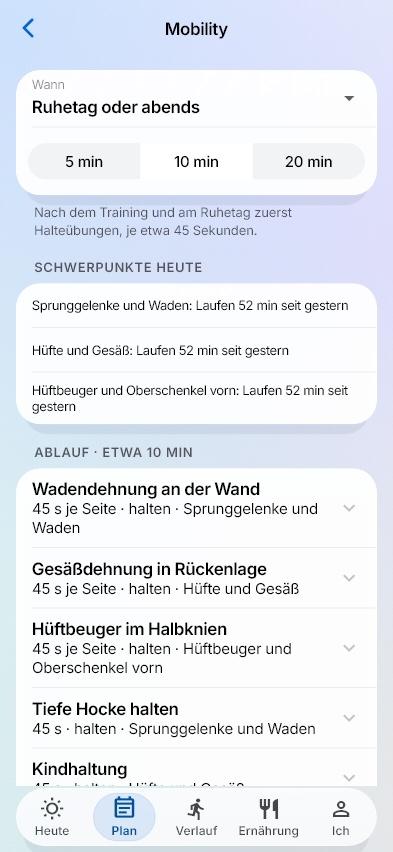 Mobility
Wann
Ruhetag oder abends
5 min
10 min
20 min
Nach dem Training und am Ruhetag zuerst
Halteübungen, je etwa 45 Sekunden.
SCHWERPUNKTE HEUTE
Sprunggelenke und Waden: Laufen 52 min seit gestern
Hüfte und Gesäß: Laufen 52 min seit gestern
Hüftbeuger und Oberschenkel vorn: Laufen 52 min seit
gestern
ABLAUF · ETWA 10 MIN
Wadendehnung an der Wand
45 s je Seite · halten · Sprunggelenke und
Waden
Gesäßdehnung in Rückenlage
45 s je Seite · halten · Hüfte und Gesäß
Hüftbeuger im Halbknien
45 s je Seite · halten · Hüftbeuger und
Oberschenkel vorn
Tiefe Hocke halten
45 s · halten · Sprunggelenke und Waden
Kindhaltung
45 s · halten · Hüfte und Gesäß
Heute
Plan
Verlauf
Ernährung
Ich